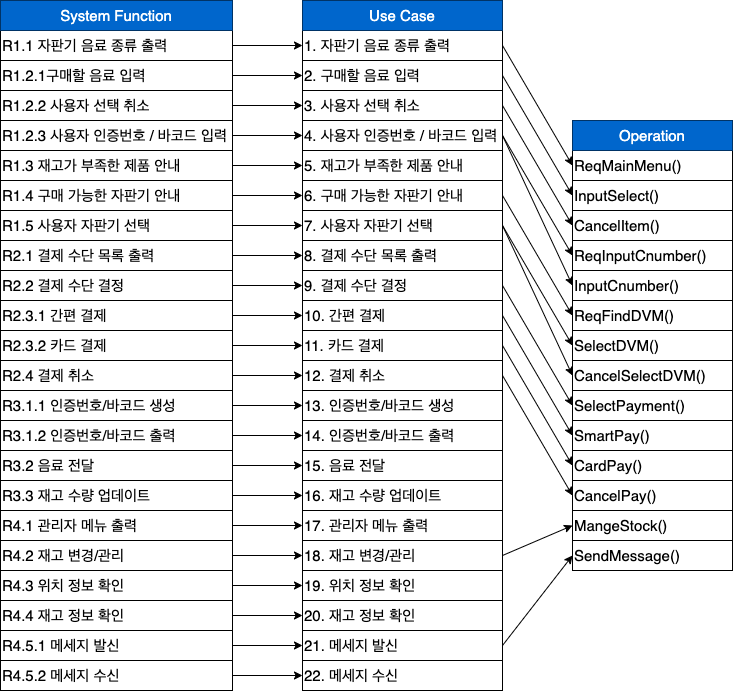 System Function
R1.1 자판기 음료 종류 출력
R1.2.1구매할 음료 입력
R1.2.2 사용자 선택 취소
R1.2.3 사용자 인증번호 / 바코드 입력
R1.3 재고가 부족한 제품 안내
R1.4 구매 가능한 자판기 안내
R1.5 사용자 자판기 선택
R2.1 결제 수단 목록 출력
R2.2 결제 수단 결정
R2.3.1 간편 결제
R2.3.2 카드 결제
R2.4 결제 취소
R3.1.1 인증번호/바코드 생성
R3.1.2 인증번호/바코드 출력
R3.2 음료 전달
R3.3 재고 수량 업데이트
R4.1 관리자 메뉴 출력
R4.2 재고 변경/관리
R4.3 위치 정보 확인
R4.4 재고 정보 확인
R4.5.1 메세지 발신
R4.5.2 메세지 수신
Use Case
1. 자판기 음료 종류 출력
2. 구매할 음료 입력
3. 사용자 선택 취소
4. 사용자 인증번호 / 바코드 입력
5. 재고가 부족한 제품 안내
6. 구매 가능한 자판기 안내
7. 사용자 자판기 선택
8. 결제 수단 목록 출력
9. 결제 수단 결정
10. 간편 결제
11. 카드 결제
12. 결제 취소
13. 인증번호/바코드 생성
14. 인증번호/바코드 출력
15. 음료 전달
16. 재고 수량 업데이트
17. 관리자 메뉴 출력
18. 재고 변경/관리
19. 위치 정보 확인
20. 재고 정보 확인
21. 메세지 발신
22. 메세지 수신
Operation
ReqMainMenu()
InputSelect()
CancelItem()
ReqInputCnumber()
InputCnumber()
ReqFindDVM()
SelectDVM()
CancelSelectDVM()
SelectPayment()
SmartPay()
CardPay()
CancelPay()
MangeStock()
SendMessage()